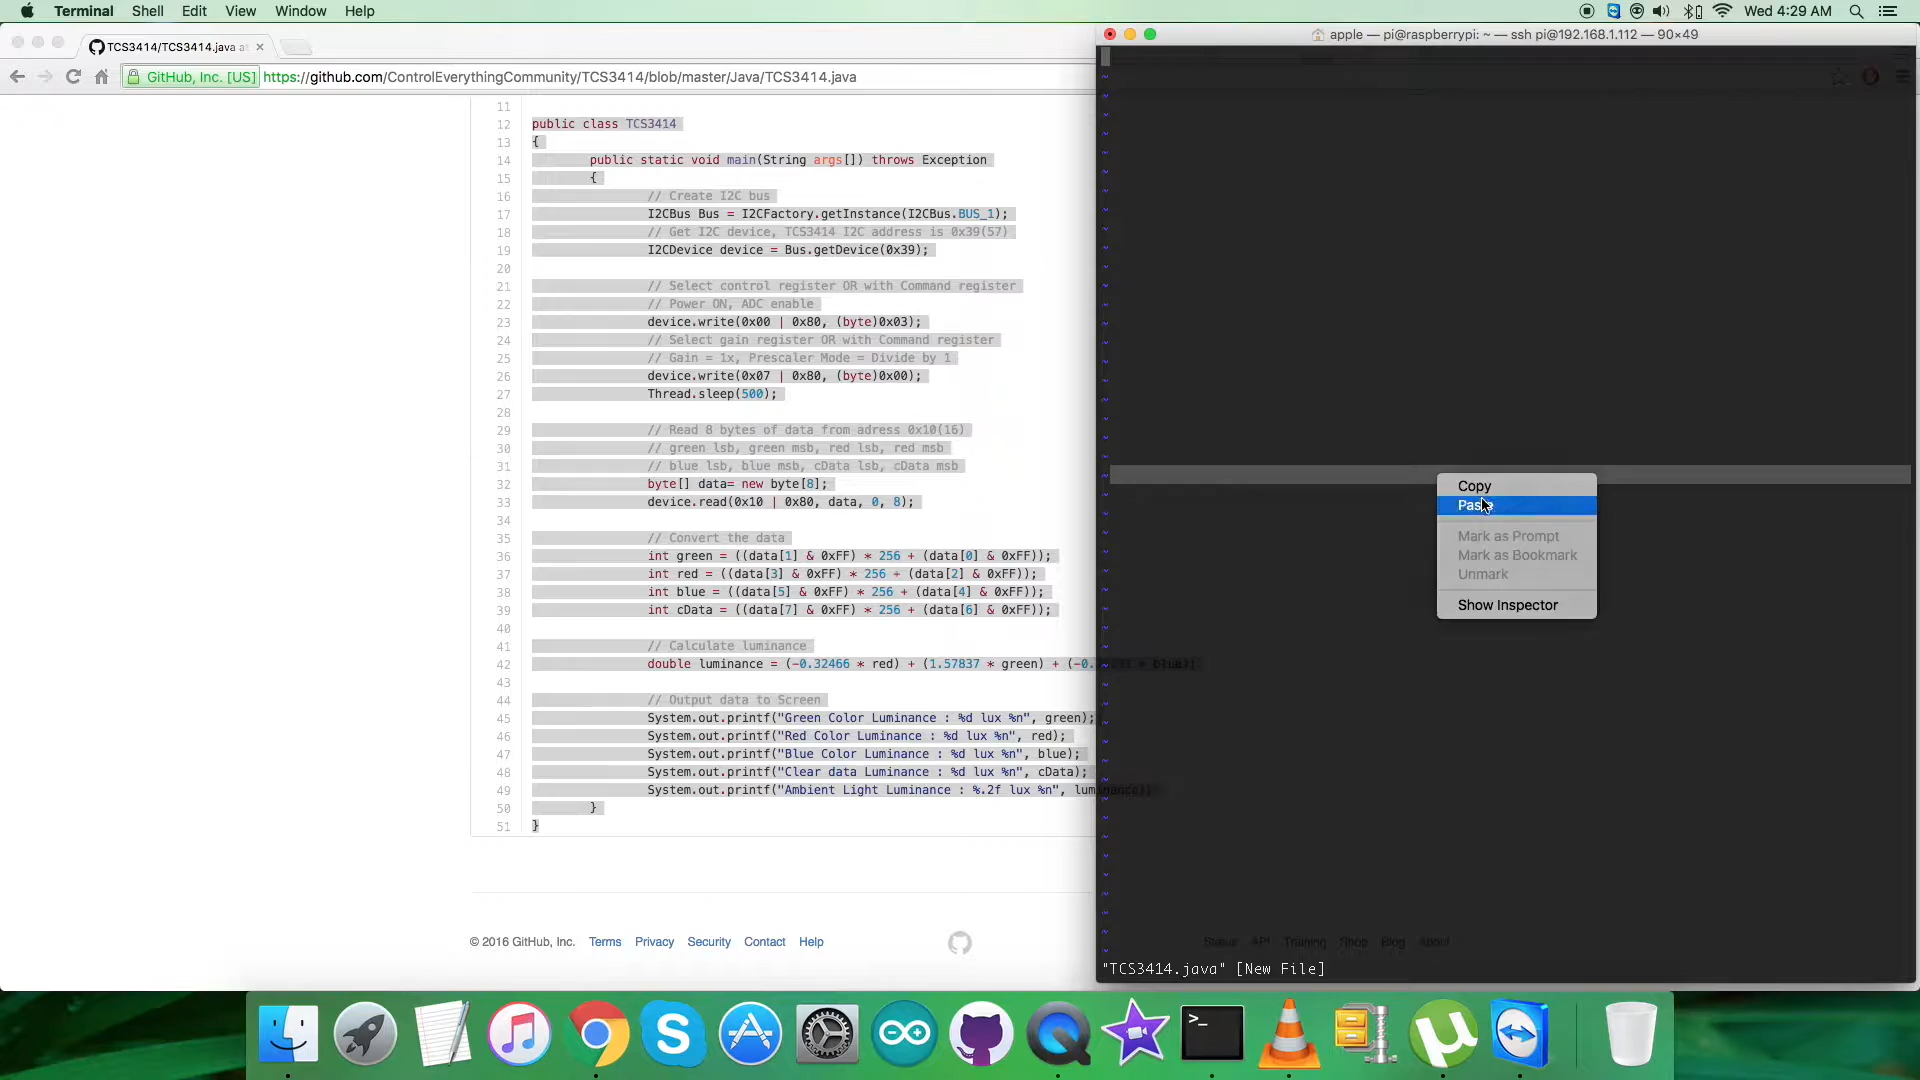 Terminal Shell Edit View Window Help
Wed 4:29 AM
TCS3414/TCS3414.java at
apple — pi@raspberrypi: ~ — ssh pi@192.168.1.112 — 90×49
GitHub, Inc. [US] https://github.com/ControlEverythingCommunity/TCS3414/blob/master/Java/TCS3414.java
11
12 public class TCS3414
13 {
14 public static void main(String args[]) throws Exception
15 {
16 // Create I2C bus
17 I2CBus Bus = I2CFactory.getInstance(I2CBus.BUS_1);
18 // Get I2C device, TCS3414 I2C address is 0x39(57)
19 I2CDevice device = Bus.getDevice(0x39);
20
21 // Select control register OR with Command register
22 // Power ON, ADC enable
23 device.write(0x00 | 0x80, (byte)0x03);
24 // Select gain register OR with Command register
25 // Gain = 1x, Prescaler Mode = Divide by 1
26 device.write(0x07 | 0x80, (byte)0x00);
27 Thread.sleep(500);
28
29 // Read 8 bytes of data from adress 0x10(16)
30 // green lsb, green msb, red lsb, red msb
31 // blue lsb, blue msb, cData lsb, cData msb
32 byte[] data= new byte[8];
33 device.read(0x10 | 0x80, data, 0, 8);
34
35 // Convert the data
36 int green = ((data[1] & 0xFF) * 256 + (data[0] & 0xFF));
37 int red = ((data[3] & 0xFF) * 256 + (data[2] & 0xFF));
38 int blue = ((data[5] & 0xFF) * 256 + (data[4] & 0xFF));
39 int cData = ((data[7] & 0xFF) * 256 + (data[6] & 0xFF));
40
41 // Calculate luminance
42 double luminance = (-0.32466 * red) + (1.57837 * green) + (-0. * blue);
43
44 // Output data to Screen
45 System.out.printf("Green Color Luminance : %d lux %n", green);
46 System.out.printf("Red Color Luminance : %d lux %n", red);
47 System.out.printf("Blue Color Luminance : %d lux %n", blue);
48 System.out.printf("Clear data Luminance : %d lux %n", cData);
49 System.out.printf("Ambient Light Luminance : %.2f lux %n", luminance);
50 }
51 }
Copy
Paste
Mark as Prompt
Mark as Bookmark
Unmark
Show Inspector
© 2016 GitHub, Inc. Terms Privacy Security Contact Help
Status API Training Shop Blog About
"TCS3414.java" [New File]